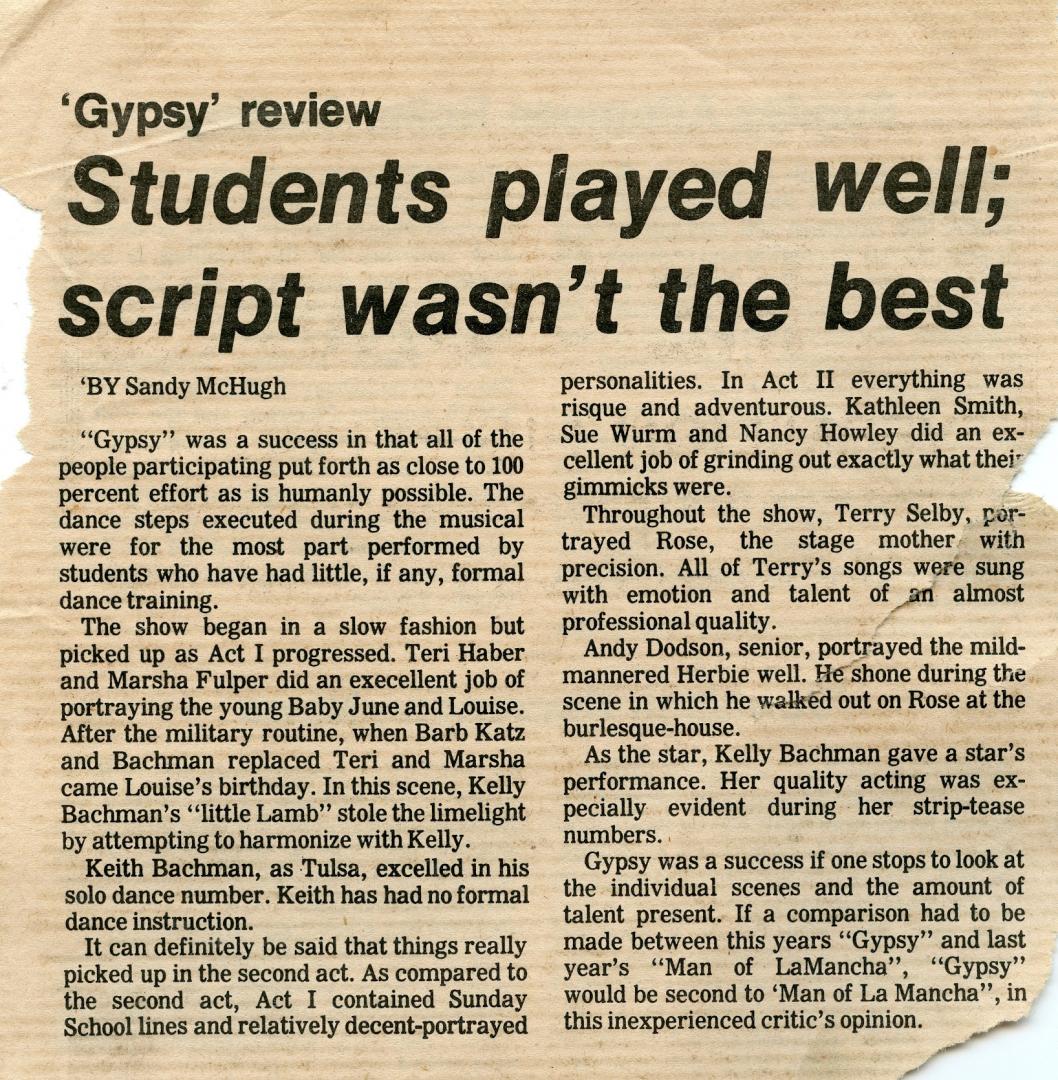 ‘Gypsy’ review
Students played well;
script wasn’t the best
‘BY Sandy McHugh
“Gypsy” was a success in that all of the
people participating put forth as close to 100
percent effort as is humanly possible. The
dance steps executed during the musical
were for the most part performed by
students who have had little, if any, formal
dance training.
The show began in a slow fashion but
picked up as Act I progressed. Teri Haber
and Marsha Fulper did an execellent job of
portraying the young Baby June and Louise.
After the military routine, when Barb Katz
and Bachman replaced Teri and Marsha
came Louise’s birthday. In this scene, Kelly
Bachman’s “little Lamb” stole the limelight
by attempting to harmonize with Kelly.
Keith Bachman, as Tulsa, excelled in his
solo dance number. Keith has had no formal
dance instruction.
It can definitely be said that things really
picked up in the second act. As compared to
the second act, Act I contained Sunday
School lines and relatively decent-portrayed
personalities. In Act II everything was
risque and adventurous. Kathleen Smith,
Sue Wurm and Nancy Howley did an ex-
cellent job of grinding out exactly what their
gimmicks were.
Throughout the show, Terry Selby, por-
trayed Rose, the stage mother with
precision. All of Terry’s songs were sung
with emotion and talent of an almost
professional quality.
Andy Dodson, senior, portrayed the mild-
mannered Herbie well. He shone during the
scene in which he walked out on Rose at the
burlesque-house.
As the star, Kelly Bachman gave a star’s
performance. Her quality acting was ex-
pecially evident during her strip-tease
numbers.
Gypsy was a success if one stops to look at
the individual scenes and the amount of
talent present. If a comparison had to be
made between this years “Gypsy” and last
year’s “Man of LaMancha”, “Gypsy”
would be second to ‘Man of La Mancha”, in
this inexperienced critic’s opinion.